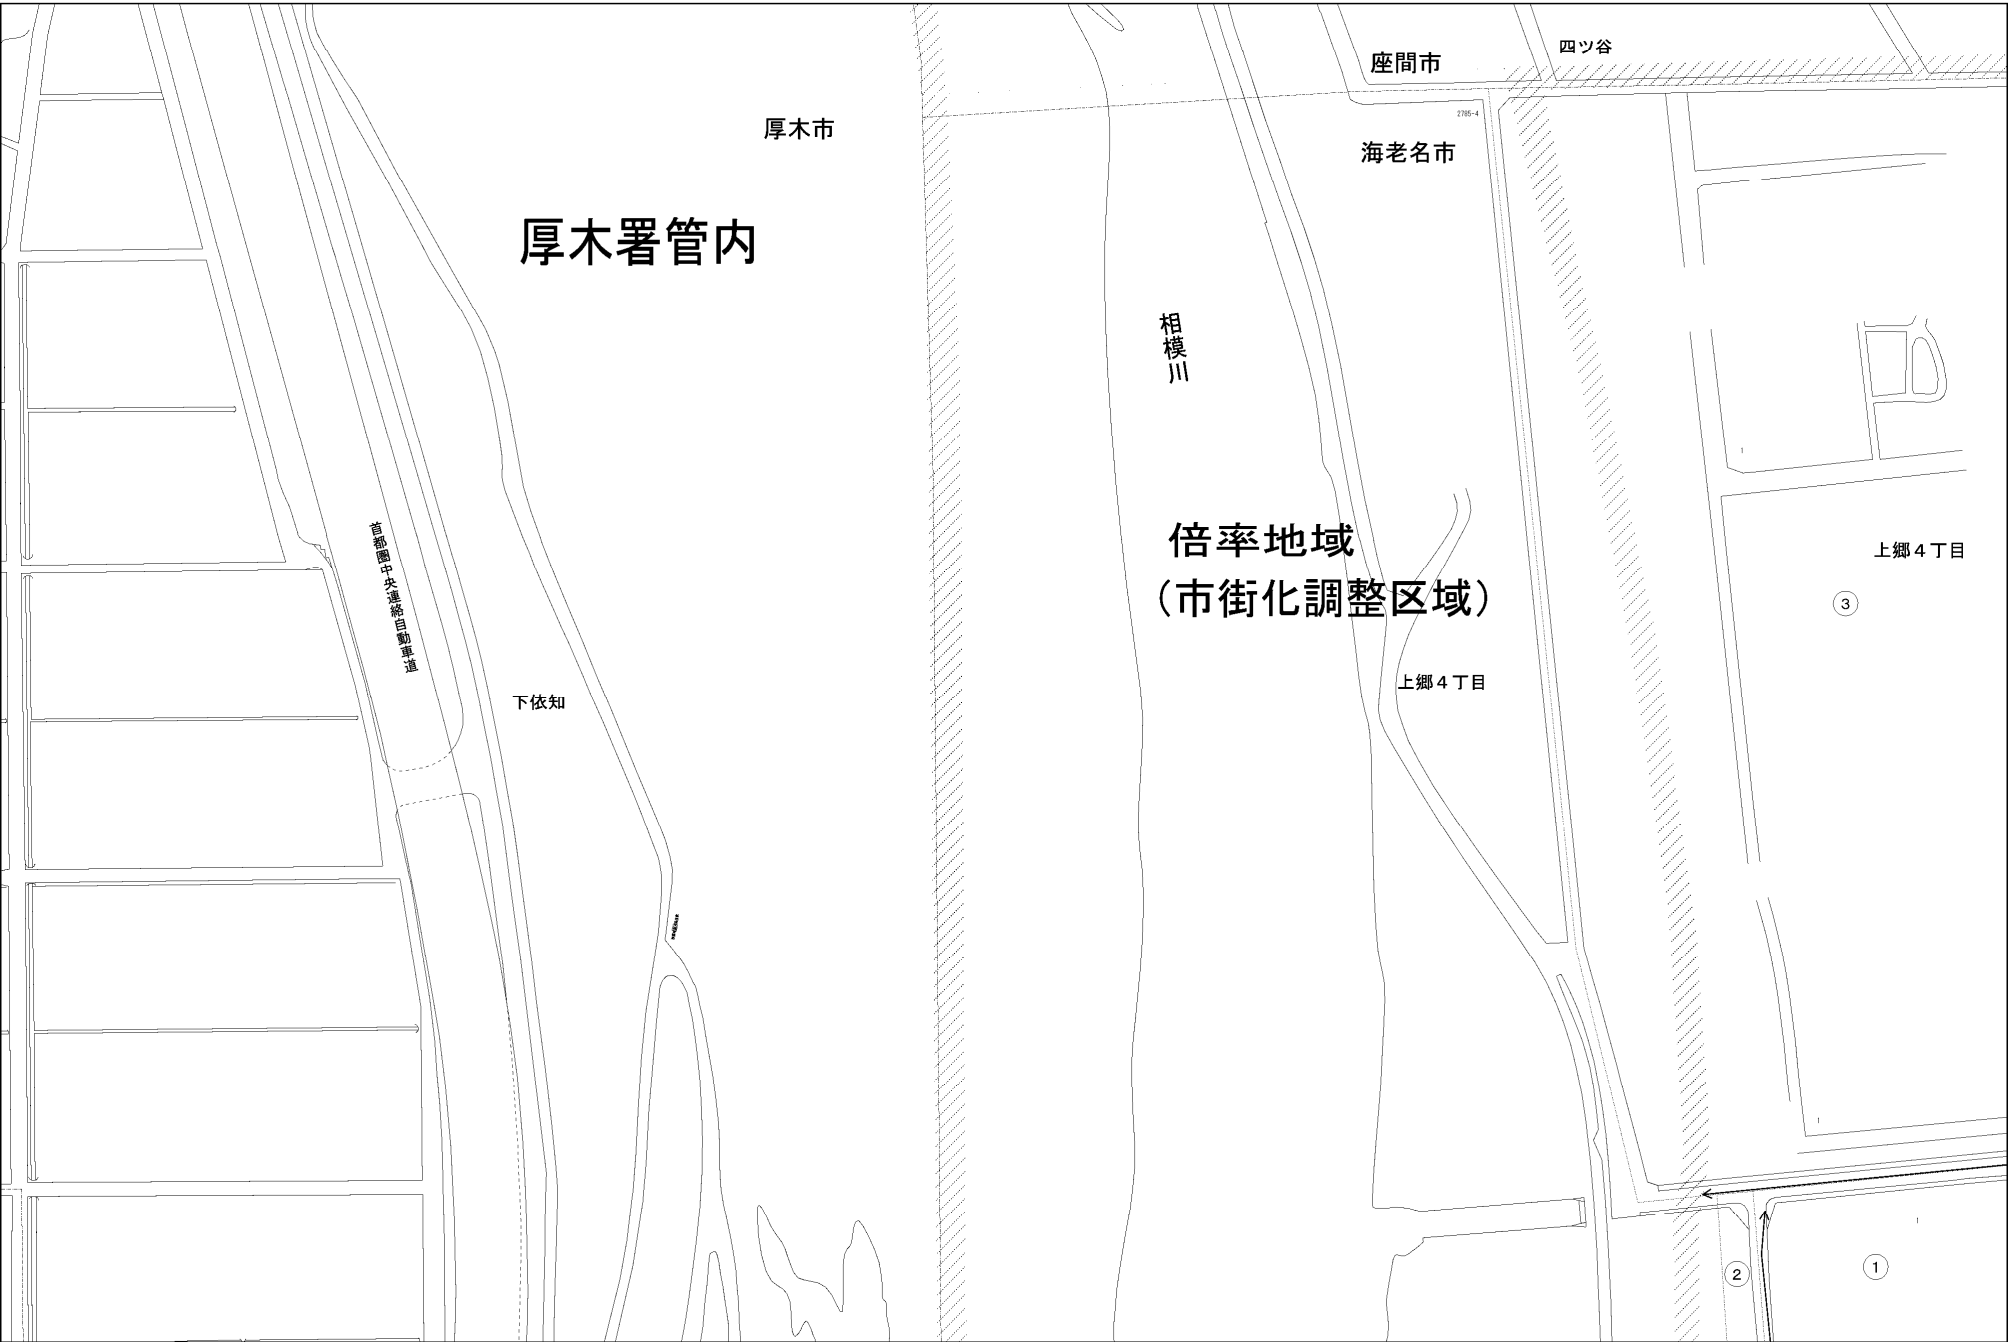 四ツ谷
座間市
2785-4
厚木市
海老名市
厚木署管内
相模川
首都圏中央連絡自動車道
倍率地域
（市街化調整区域）
上郷４丁目
3
上郷４丁目
下依知
2
1